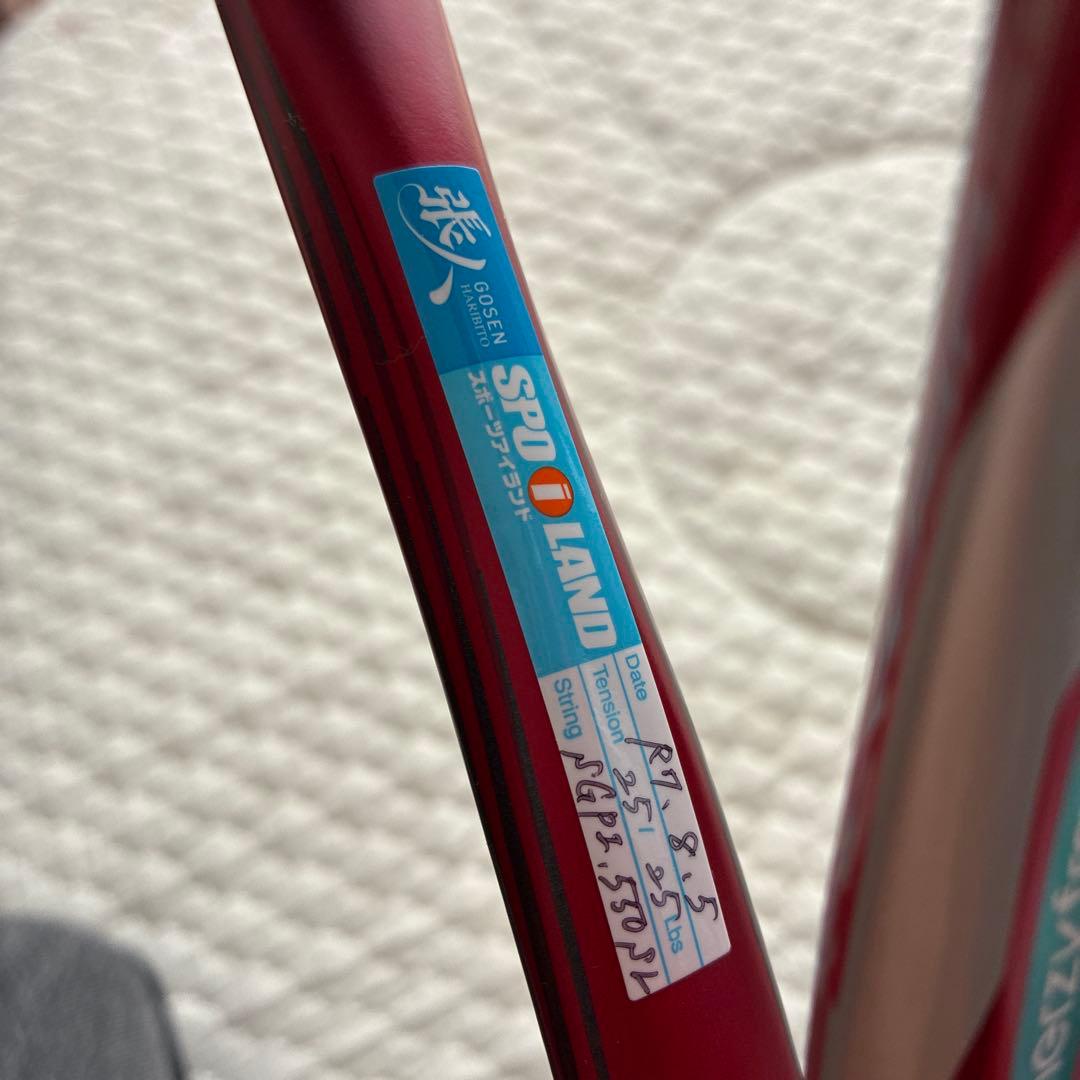 張人
GOSEN
HARIBITO
SPO i LAND
スポーツアイランド
Date R7. 8. 5
Tension 25 / 25 Lbs
String